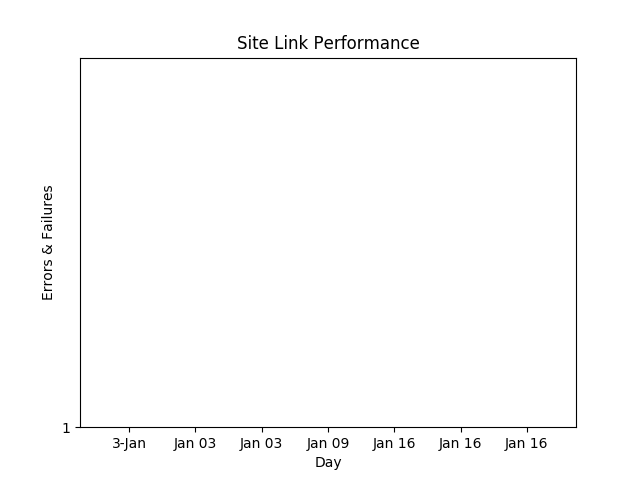 Site Link Performance
Errors & Failures
1
3-Jan Jan 03 Jan 03 Jan 09 Jan 16 Jan 16 Jan 16
Day